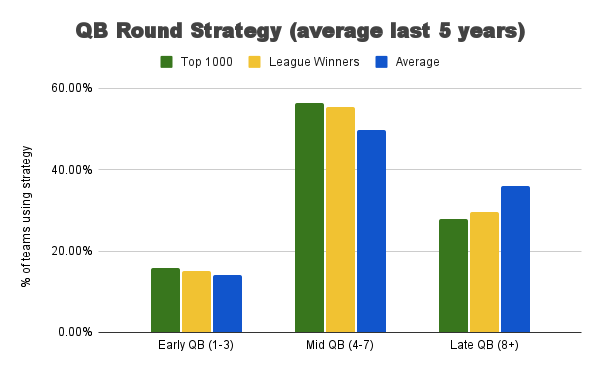 QB Round Strategy (average last 5 years)
Top 1000
League Winners
Average
% of teams using strategy
60.00%
40.00%
20.00%
0.00%
Early QB (1-3)
Mid QB (4-7)
Late QB (8+)